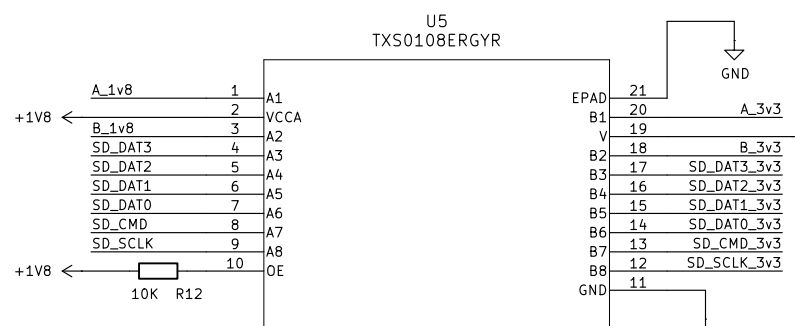 U5
TXS0108ERGYR
GND
A_1v8 1 A1 EPAD 21
+1V8 2 VCCA B1 20 A_3v3
B_1v8 3 A2 V 19
SD_DAT3 4 A3 B2 18 B_3v3
SD_DAT2 5 A4 B3 17 SD_DAT3_3v3
SD_DAT1 6 A5 B4 16 SD_DAT2_3v3
SD_DAT0 7 A6 B5 15 SD_DAT1_3v3
SD_CMD 8 A7 B6 14 SD_DAT0_3v3
SD_SCLK 9 A8 B7 13 SD_CMD_3v3
+1V8 10 OE B8 12 SD_SCLK_3v3
10K R12 GND 11